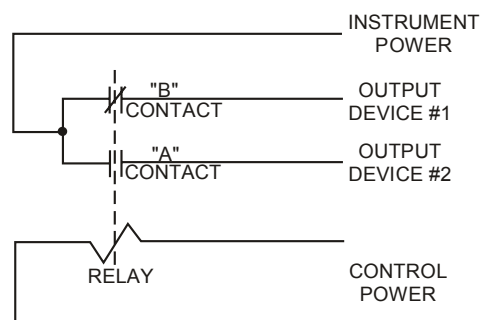 INSTRUMENT
POWER
"B"
CONTACT
OUTPUT
DEVICE #1
"A"
CONTACT
OUTPUT
DEVICE #2
RELAY
CONTROL
POWER